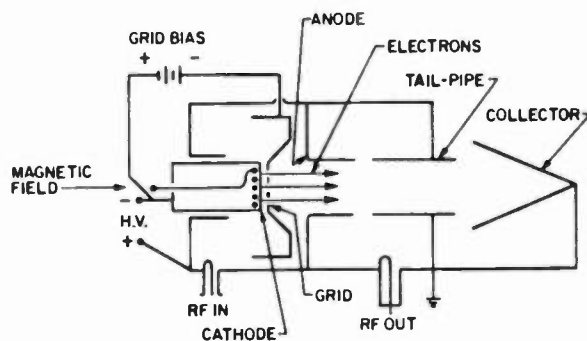 ANODE
GRID BIAS
+ -
ELECTRONS
TAIL-PIPE
COLLECTOR
MAGNETIC
FIELD
-
H.V.
+
RF IN
GRID
CATHODE
RF OUT